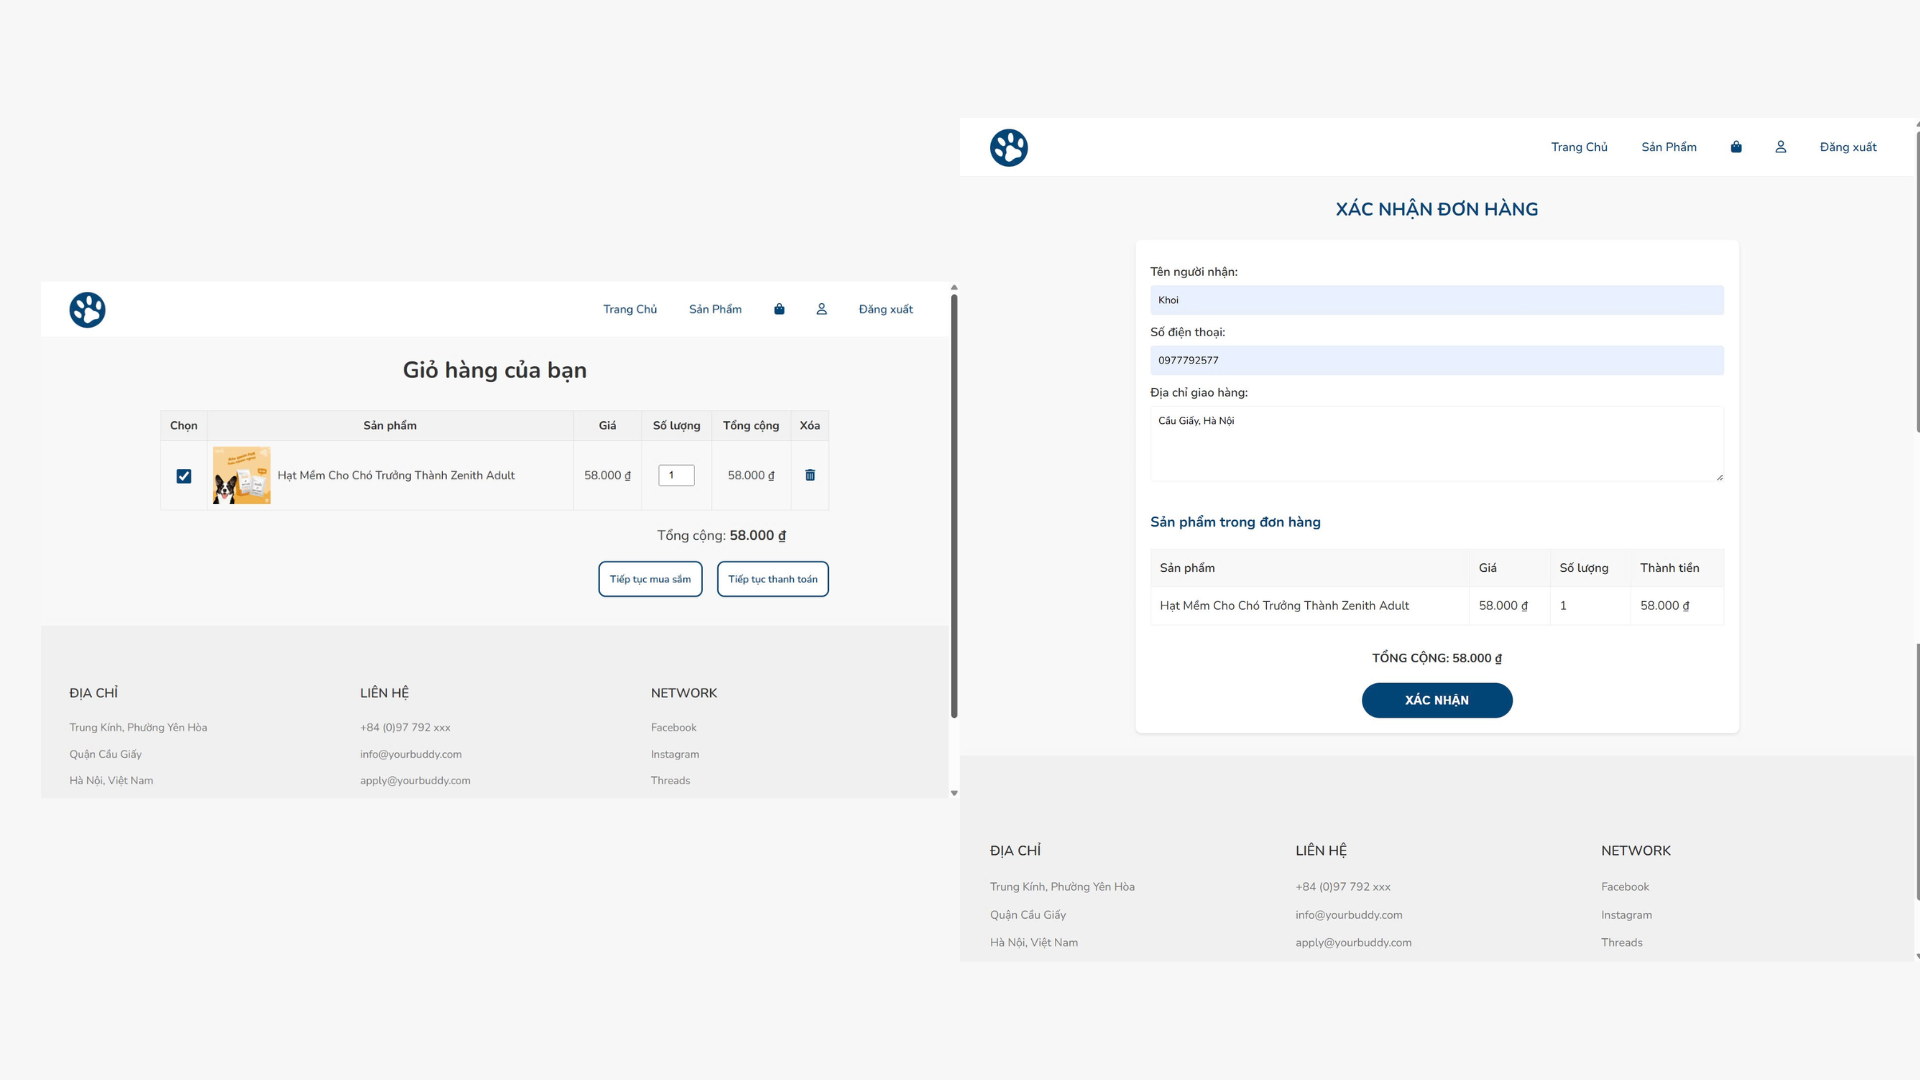 Trang Chủ Sản Phẩm Đăng xuất
Giỏ hàng của bạn
Chọn Sản phẩm Giá Số lượng Tổng cộng Xóa
Hạt Mềm Cho Chó Trưởng Thành Zenith Adult 58.000 ₫ 1 58.000 ₫
Tổng cộng: 58.000 ₫
Tiếp tục mua sắm Tiếp tục thanh toán
ĐỊA CHỈ LIÊN HỆ NETWORK
Trung Kính, Phường Yên Hòa +84 (0)97 792 xxx Facebook
Quận Cầu Giấy info@yourbuddy.com Instagram
Hà Nội, Việt Nam apply@yourbuddy.com Threads
Trang Chủ Sản Phẩm Đăng xuất
XÁC NHẬN ĐƠN HÀNG
Tên người nhận:
Khoi
Số điện thoại:
0977792577
Địa chỉ giao hàng:
Cầu Giấy, Hà Nội
Sản phẩm trong đơn hàng
Sản phẩm Giá Số lượng Thành tiền
Hạt Mềm Cho Chó Trưởng Thành Zenith Adult 58.000 ₫ 1 58.000 ₫
TỔNG CỘNG: 58.000 ₫
XÁC NHẬN
ĐỊA CHỈ LIÊN HỆ NETWORK
Trung Kính, Phường Yên Hòa +84 (0)97 792 xxx Facebook
Quận Cầu Giấy info@yourbuddy.com Instagram
Hà Nội, Việt Nam apply@yourbuddy.com Threads